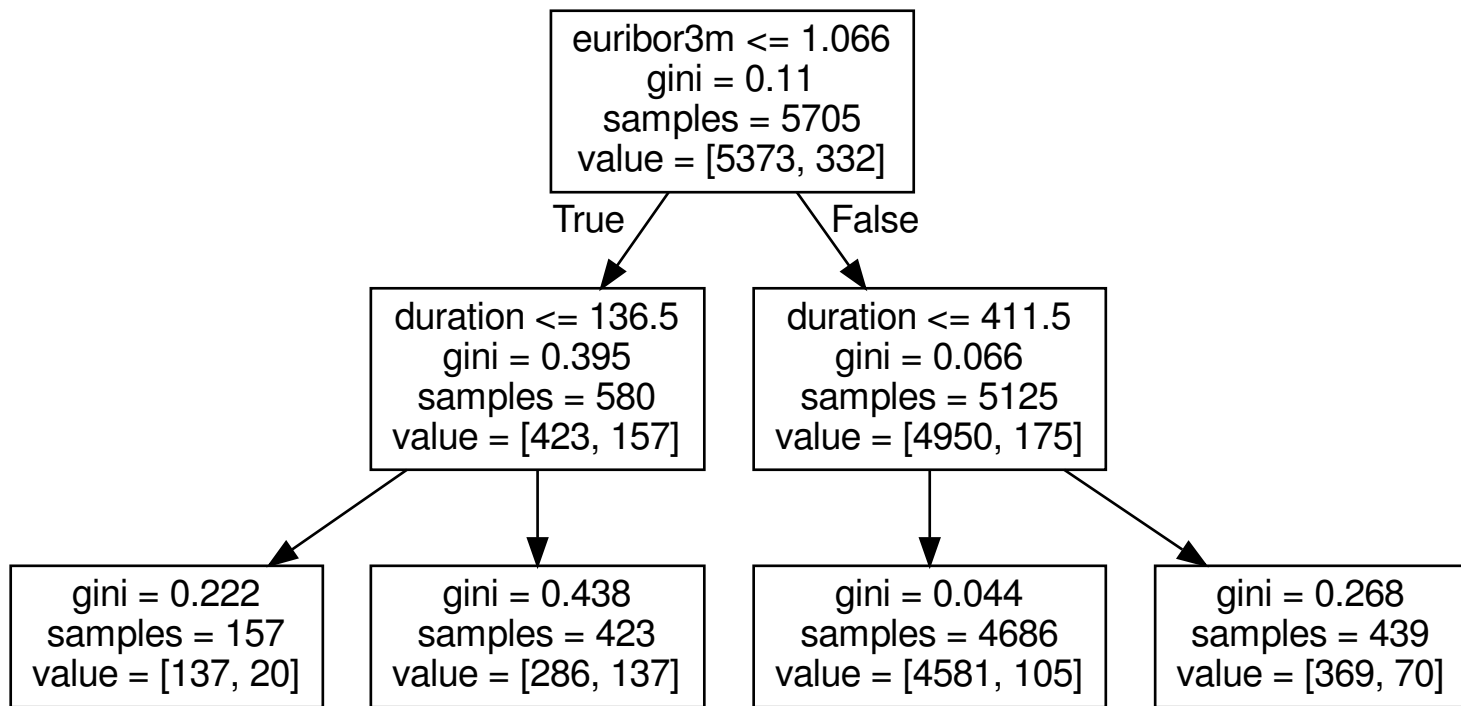 euribor3m <= 1.066
gini = 0.11
samples = 5705
value = [5373, 332]
True
False
duration <= 136.5
gini = 0.395
samples = 580
value = [423, 157]
duration <= 411.5
gini = 0.066
samples = 5125
value = [4950, 175]
gini = 0.222
samples = 157
value = [137, 20]
gini = 0.438
samples = 423
value = [286, 137]
gini = 0.044
samples = 4686
value = [4581, 105]
gini = 0.268
samples = 439
value = [369, 70]